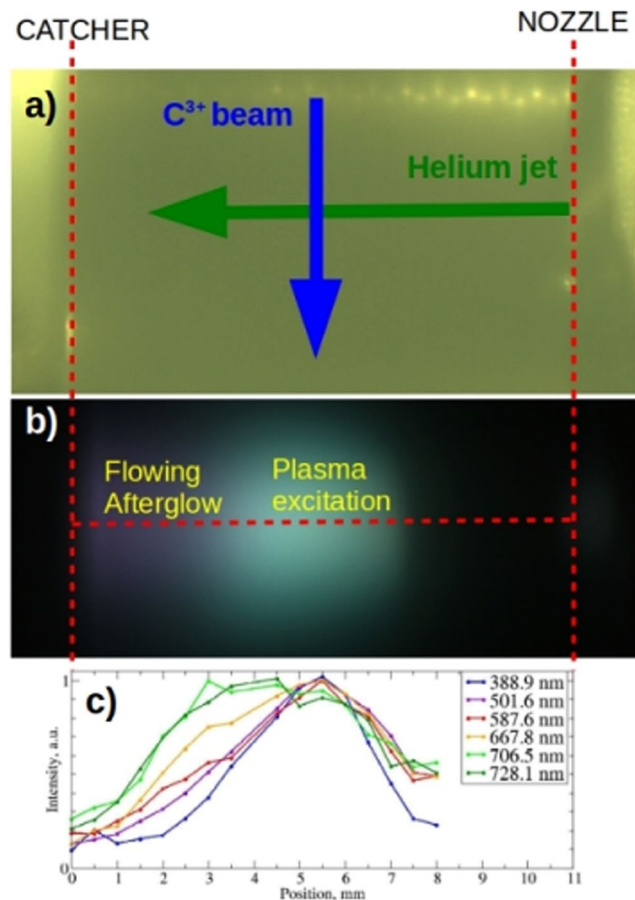 CATCHER
NOZZLE
a)
C³⁺ beam
Helium jet
b)
Flowing
Afterglow
Plasma
excitation
c)
1
0
Intensity, a.u.
388.9 nm
501.6 nm
587.6 nm
667.8 nm
706.5 nm
728.1 nm
0 1 2 3 4 5 6 7 8 9 10 11
Position, mm